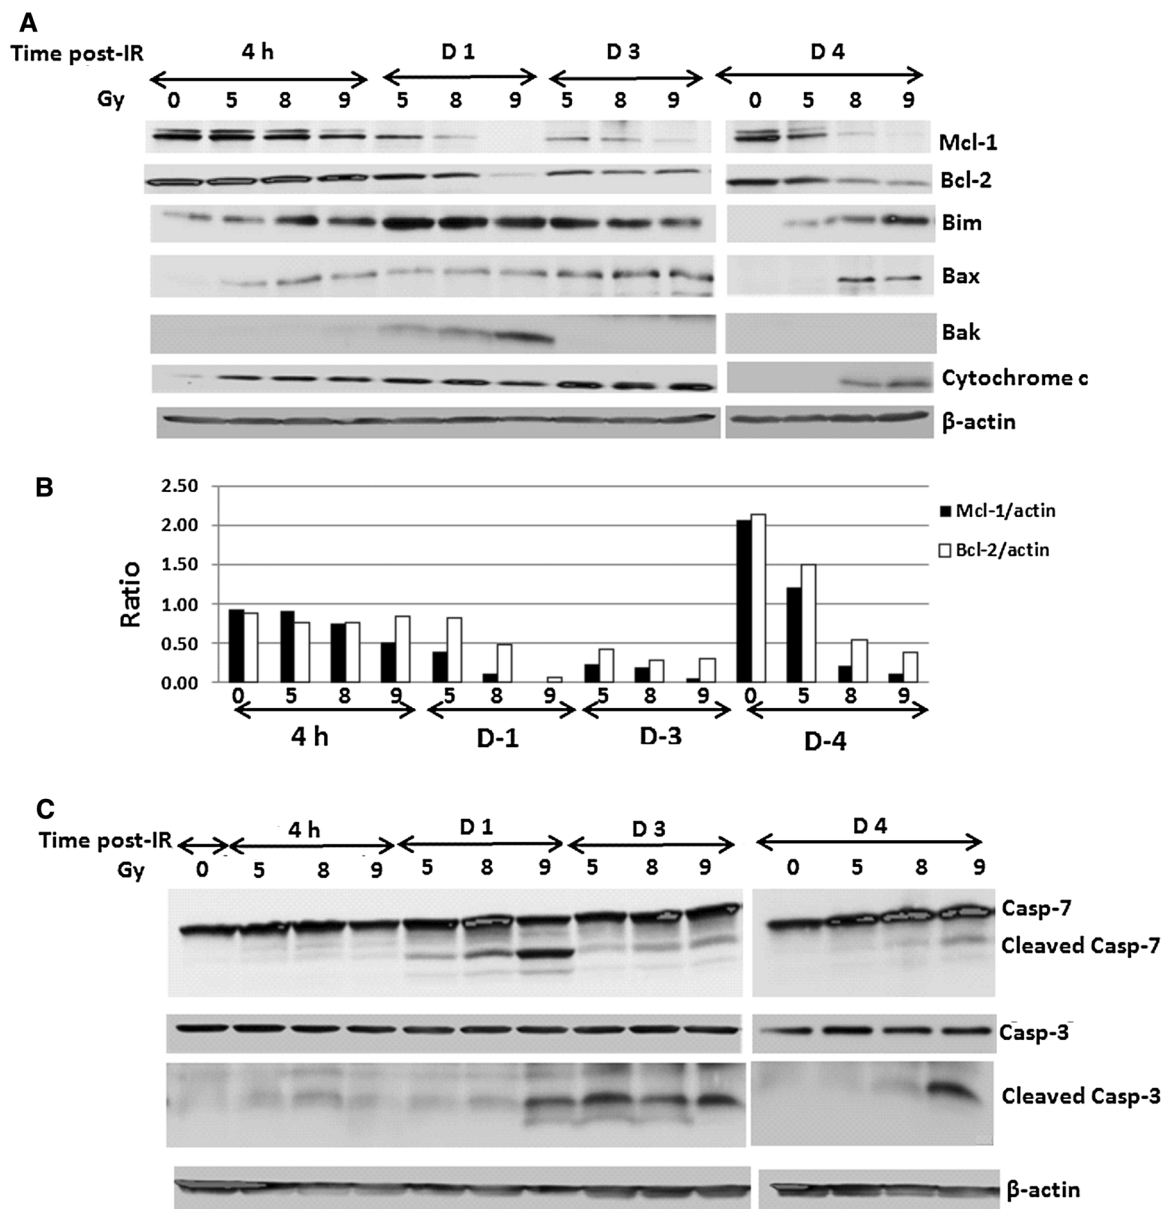 A
Time post-IR 4 h D 1 D 3 D 4
Gy 0 5 8 9 5 8 9 5 8 9 0 5 8 9
Mcl-1
Bcl-2
Bim
Bax
Bak
Cytochrome c
β-actin
B
2.50
2.00
1.50
1.00
0.50
0.00
Ratio
Mcl-1/actin
Bcl-2/actin
0 5 8 9 5 8 9 5 8 9 0 5 8 9
4 h D-1 D-3 D-4
C
Time post-IR 4 h D 1 D 3 D 4
Gy 0 5 8 9 5 8 9 5 8 9 0 5 8 9
Casp-7
Cleaved Casp-7
Casp-3
Cleaved Casp-3
β-actin